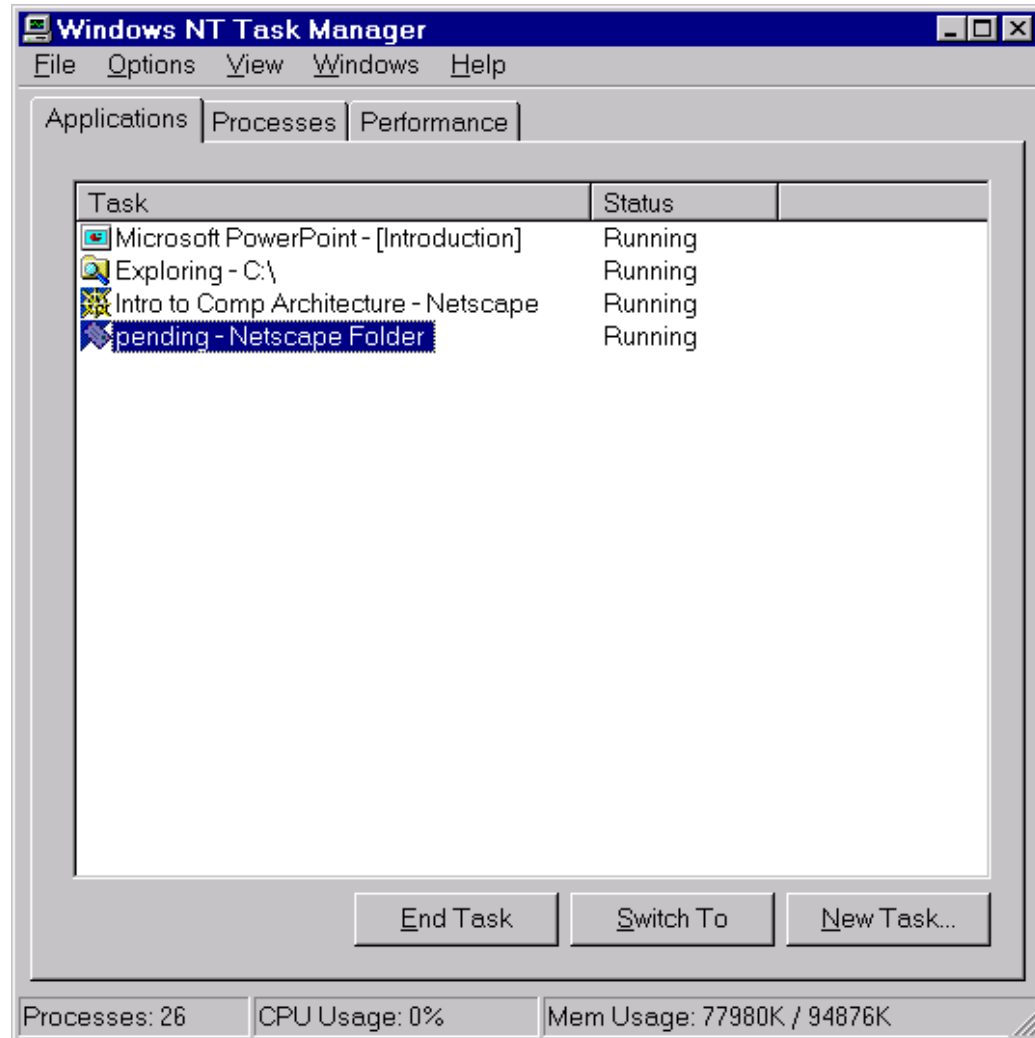 Windows NT Task Manager
File Options View Windows Help
Applications Processes Performance
Task Status
Microsoft PowerPoint - [Introduction] Running
Exploring - C:\ Running
Intro to Comp Architecture - Netscape Running
pending - Netscape Folder Running
End Task Switch To New Task...
Processes: 26 CPU Usage: 0% Mem Usage: 77980K / 94876K